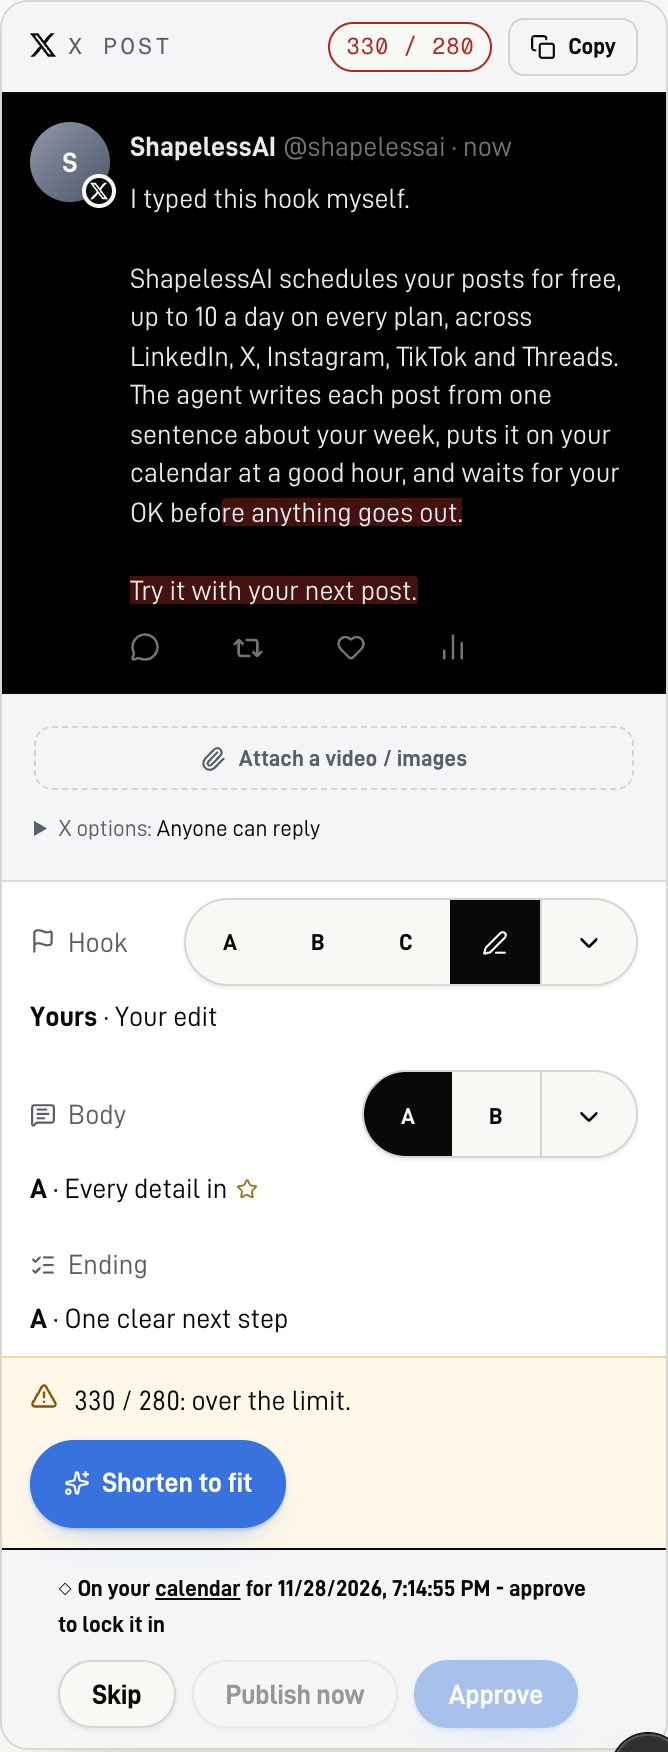 X POST
330 / 280
Copy
S
ShapelessAI @shapelessai · now
I typed this hook myself.
ShapelessAI schedules your posts for free,
up to 10 a day on every plan, across
LinkedIn, X, Instagram, TikTok and Threads.
The agent writes each post from one
sentence about your week, puts it on your
calendar at a good hour, and waits for your
OK before anything goes out.
Try it with your next post.
Attach a video / images
X options: Anyone can reply
Hook
A
B
C
Yours · Your edit
Body
A
B
A · Every detail in
Ending
A · One clear next step
330 / 280: over the limit.
Shorten to fit
On your calendar for 11/28/2026, 7:14:55 PM - approve
to lock it in
Skip
Publish now
Approve